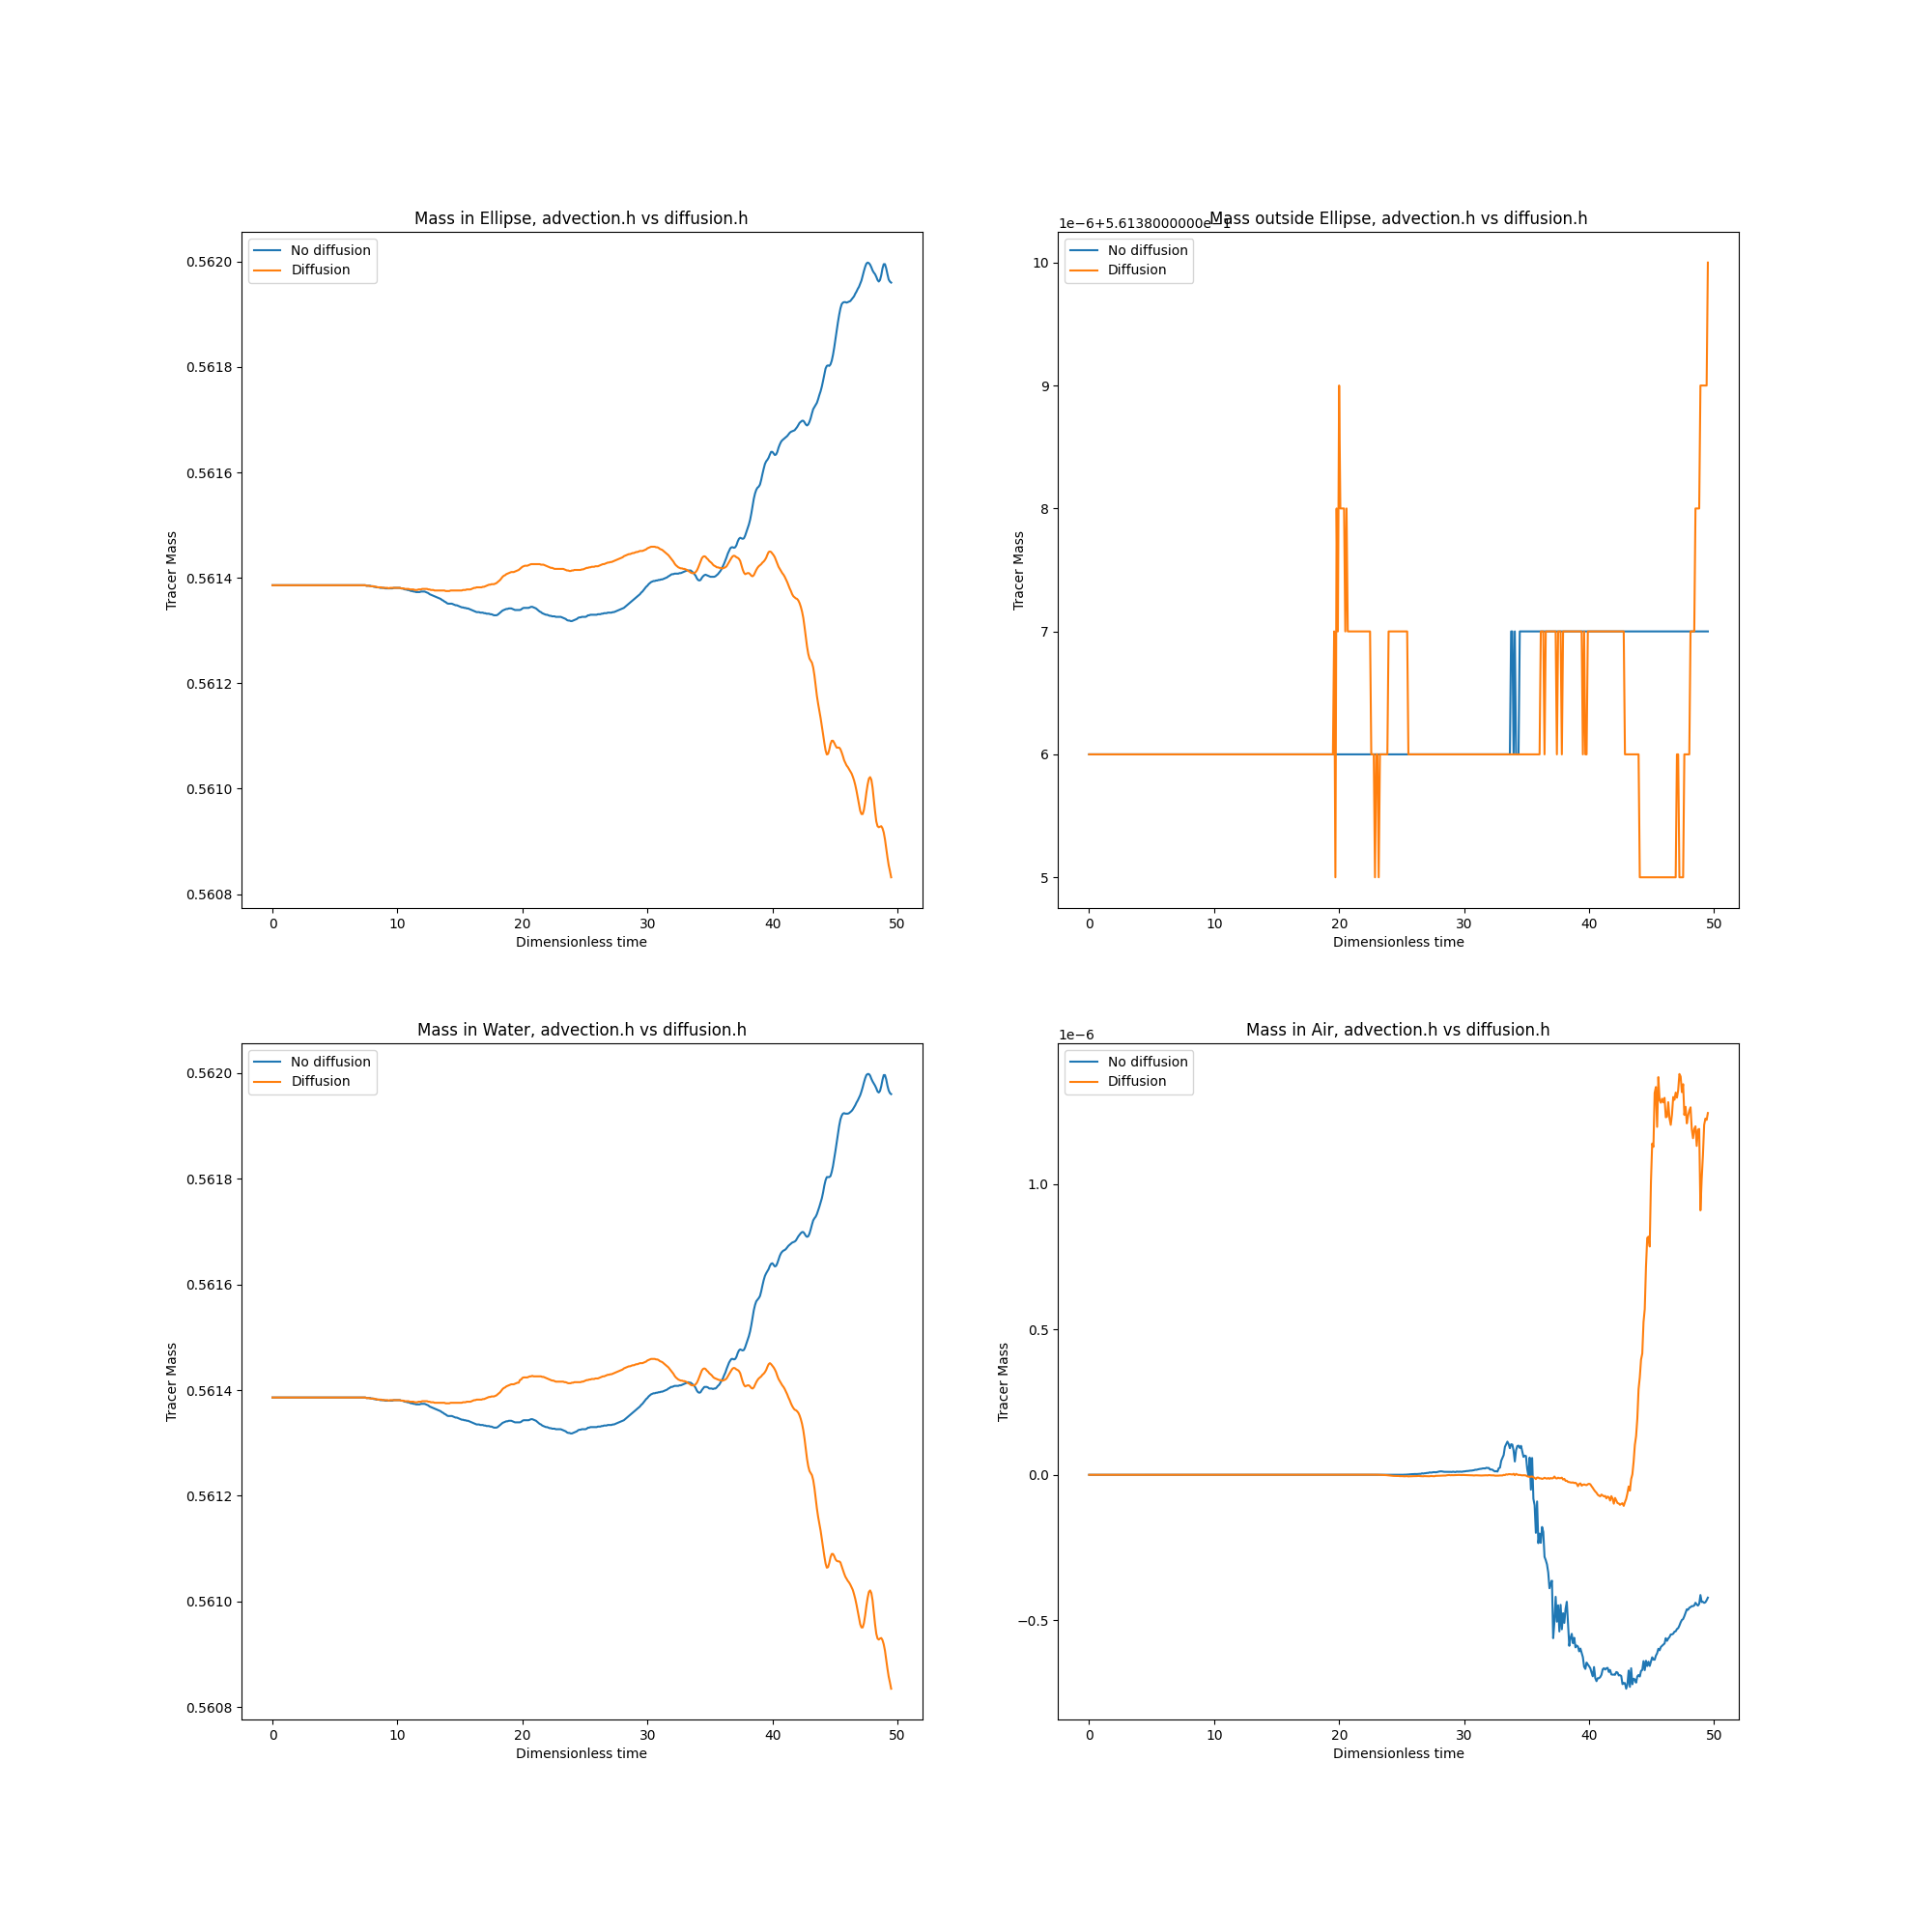 Mass in Ellipse, advection.h vs diffusion.h
No diffusion
Diffusion
0.5620
0.5618
0.5616
0.5614
0.5612
0.5610
0.5608
Tracer Mass
0 10 20 30 40 50
Dimensionless time
Mass outside Ellipse, advection.h vs diffusion.h
1e−6+5.6138000000e−1
No diffusion
Diffusion
10
9
8
7
6
5
Tracer Mass
0 10 20 30 40 50
Dimensionless time
Mass in Water, advection.h vs diffusion.h
No diffusion
Diffusion
0.5620
0.5618
0.5616
0.5614
0.5612
0.5610
0.5608
Tracer Mass
0 10 20 30 40 50
Dimensionless time
Mass in Air, advection.h vs diffusion.h
1e−6
No diffusion
Diffusion
1.0
0.5
0.0
−0.5
Tracer Mass
0 10 20 30 40 50
Dimensionless time